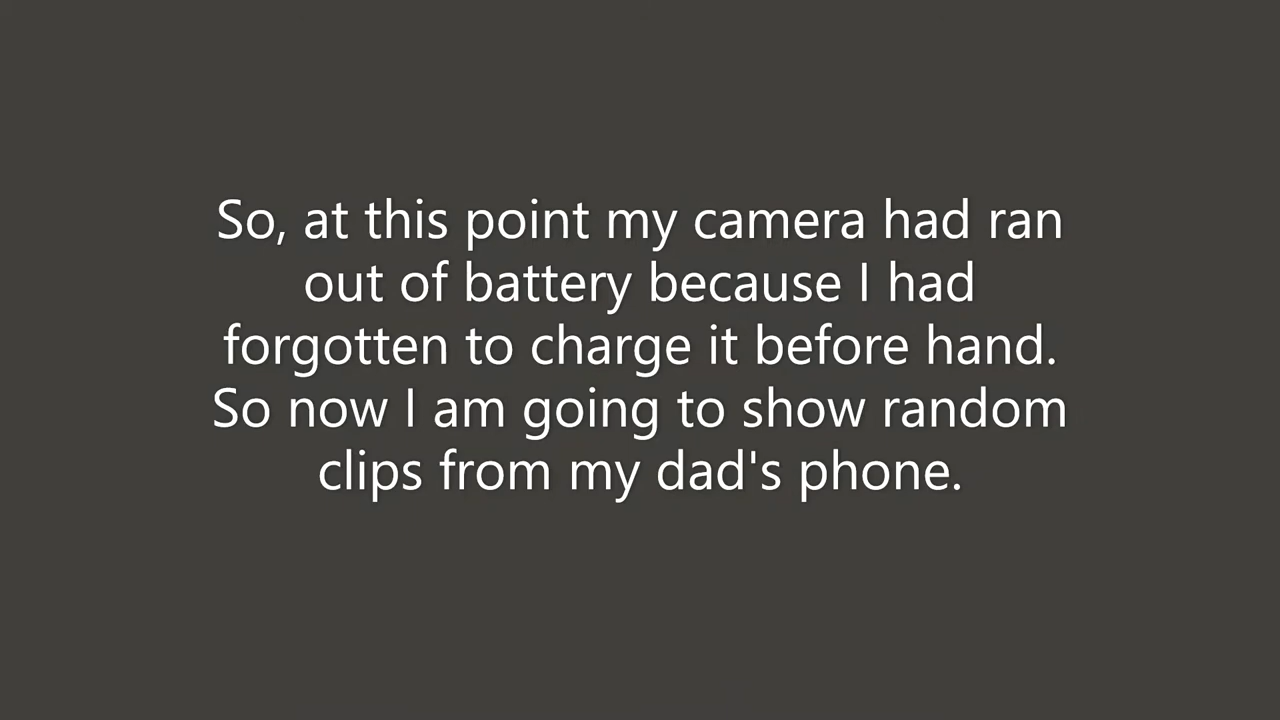 So, at this point my camera had ran
out of battery because I had
forgotten to charge it before hand.
So now I am going to show random
clips from my dad's phone.